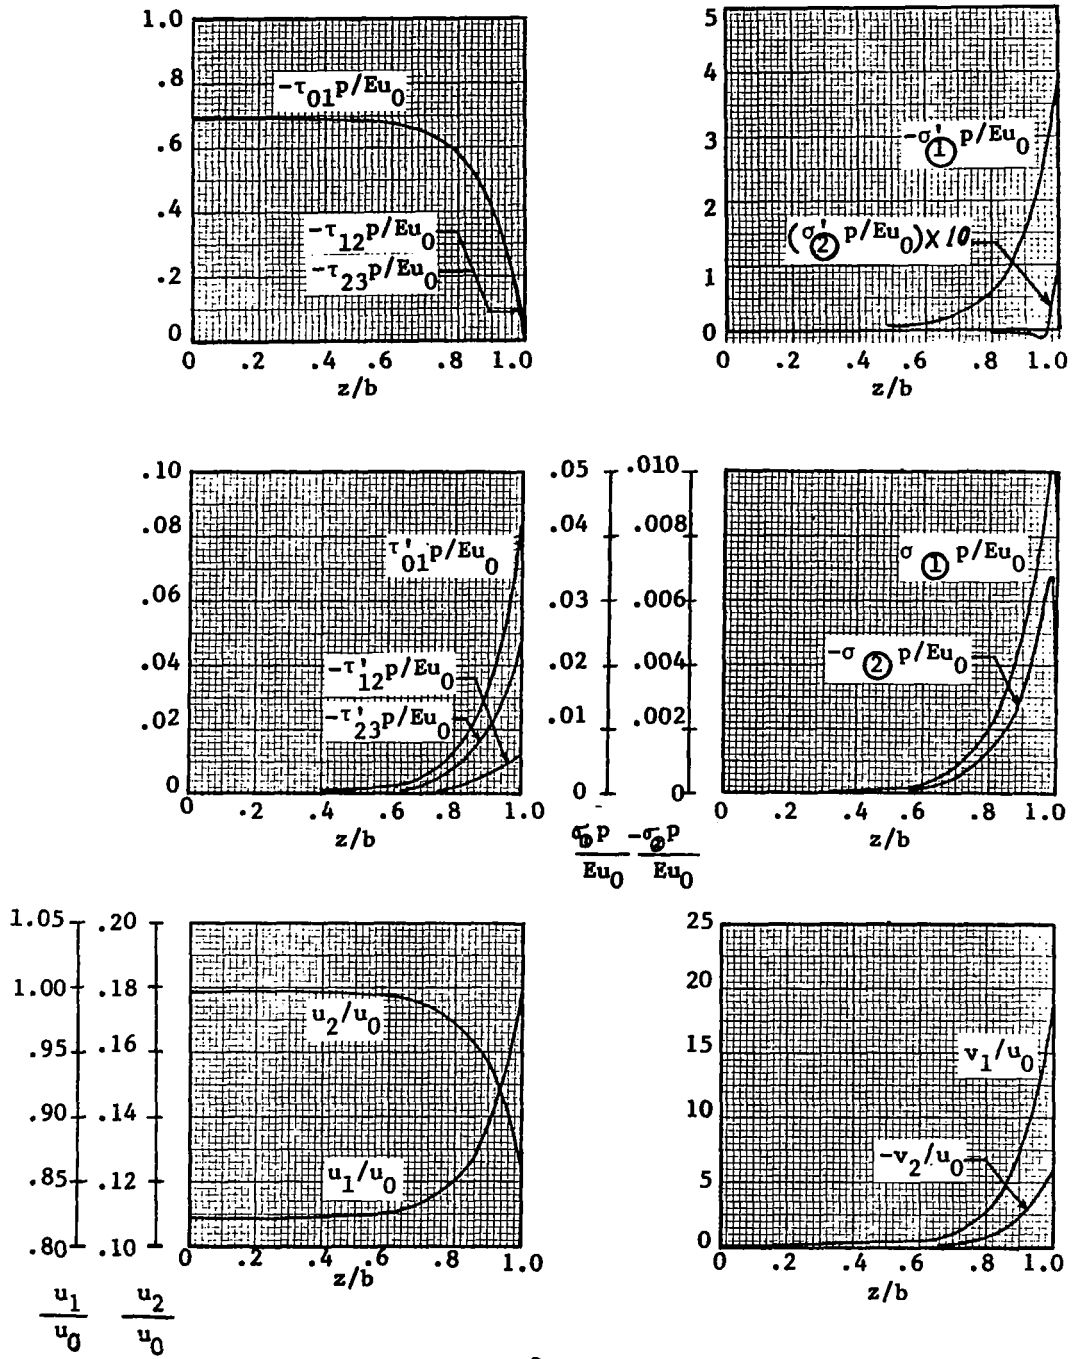 1.0
.8
.6
.4
.2
0
-τ01p/Eu0
-τ12p/Eu0
-τ23p/Eu0
0 .2 .4 .6 .8 1.0
z/b
5
4
3
2
1
0
-σ'① p/Eu0
(σ'② p/Eu0)X10
0 .2 .4 .6 .8 1.0
z/b
.10
.08
.06
.04
.02
0
τ'01p/Eu0
-τ'12p/Eu0
-τ'23p/Eu0
0 .2 .4 .6 .8 1.0
z/b
.05 .010
.04 .008
.03 .006
.02 .004
.01 .002
0 0
σ①p -σ②p
Eu0 Eu0
σ① p/Eu0
-σ② p/Eu0
0 .2 .4 .6 .8 1.0
z/b
1.05 .20
1.00 .18
.95 .16
.90 .14
.85 .12
.80 .10
u1 u2
u0 u0
u2/u0
u1/u0
0 .2 .4 .6 .8 1.0
z/b
25
20
15
10
5
0
v1/u0
-v2/u0
0 .2 .4 .6 .8 1.0
z/b